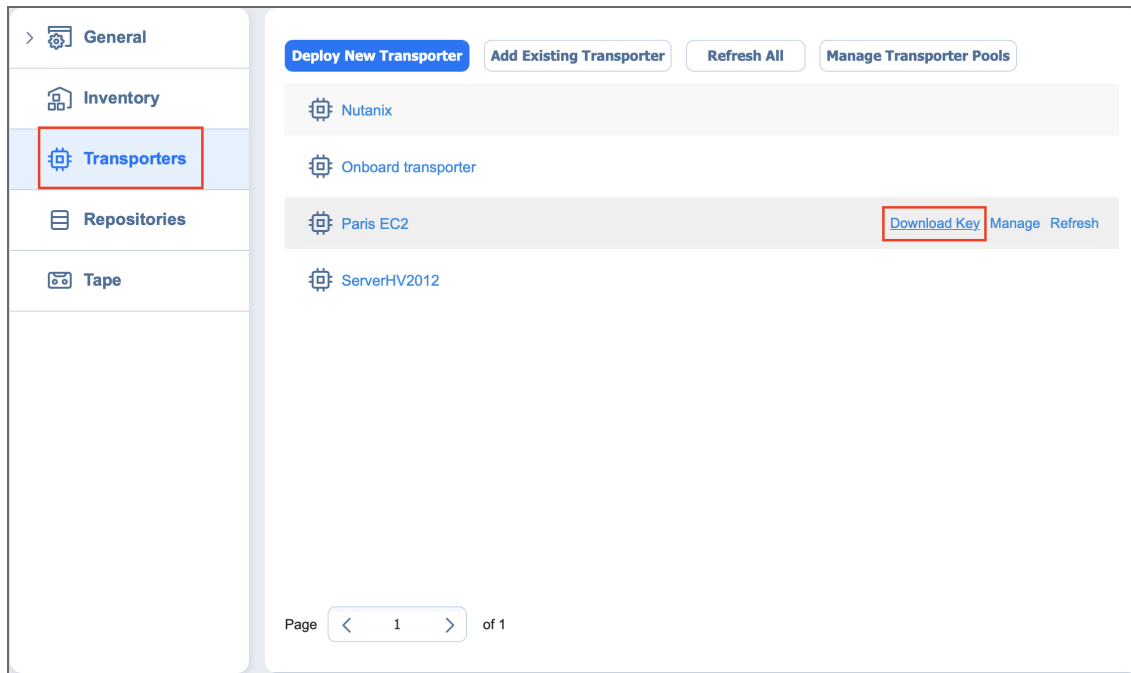 General
Inventory
Transporters
Repositories
Tape
Deploy New Transporter Add Existing Transporter Refresh All Manage Transporter Pools
Nutanix
Onboard transporter
Paris EC2 Download Key Manage Refresh
ServerHV2012
Page 1 of 1